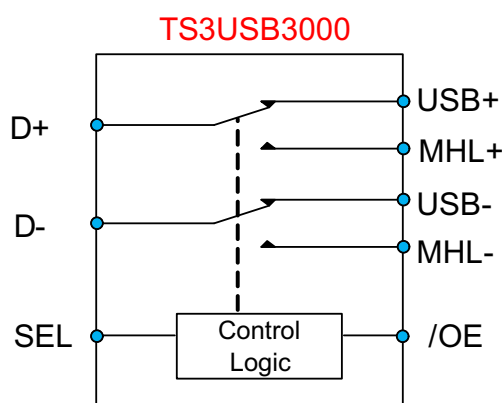 TS3USB3000
D+
USB+
MHL+
D-
USB-
MHL-
SEL
Control
Logic
/OE